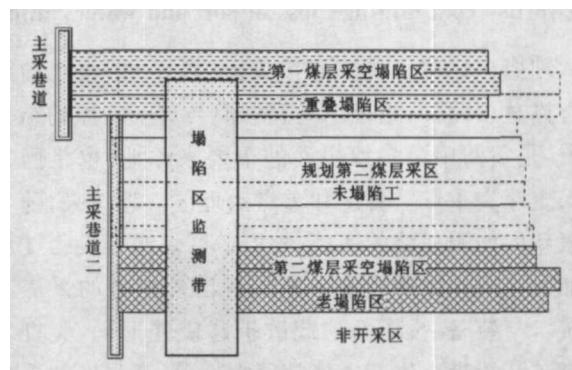 主采巷道一
第一煤层采空塌陷区
重叠塌陷区
塌陷区监测带
主采巷道二
规划第二煤层采区
未塌陷工
第二煤层采空塌陷区
老塌陷区
非开采区